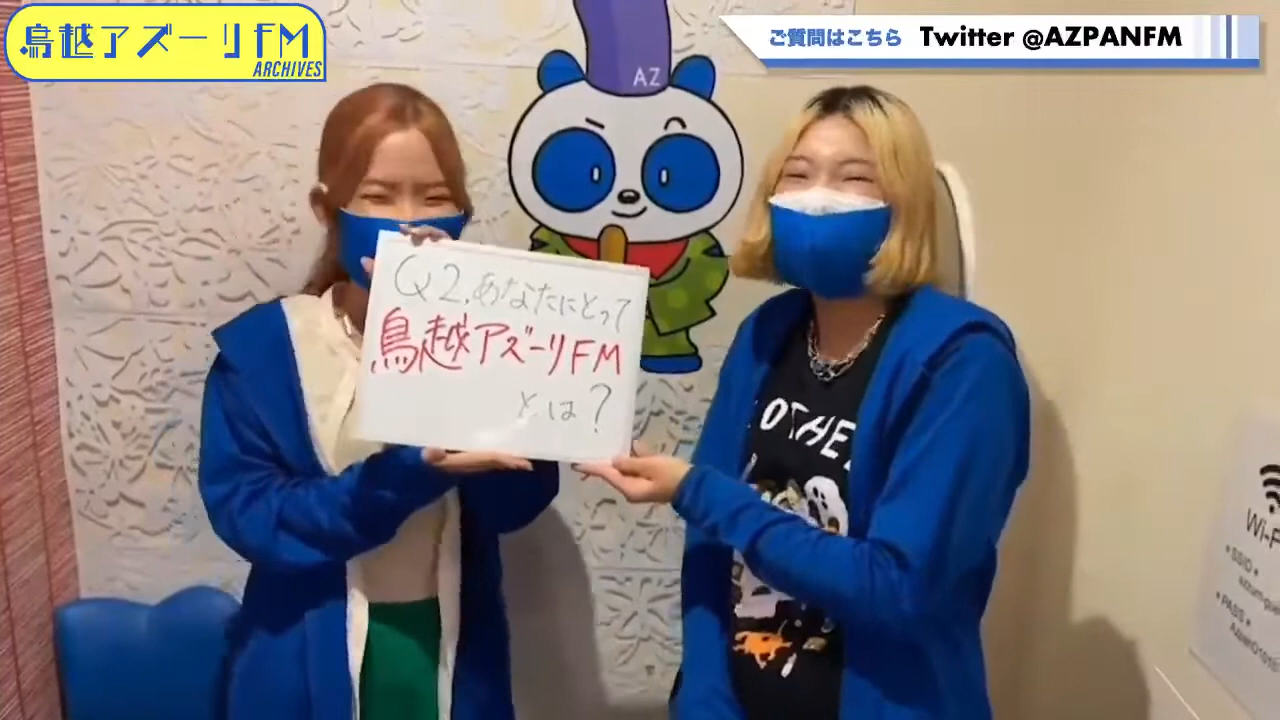 鳥越アズーリFM
ARCHIVES
ご質問はこちら Twitter @AZPANFM
AZ
Q2,あなたにとって
鳥越アズーリFM
とは？
Wi-F
SSID
PASS